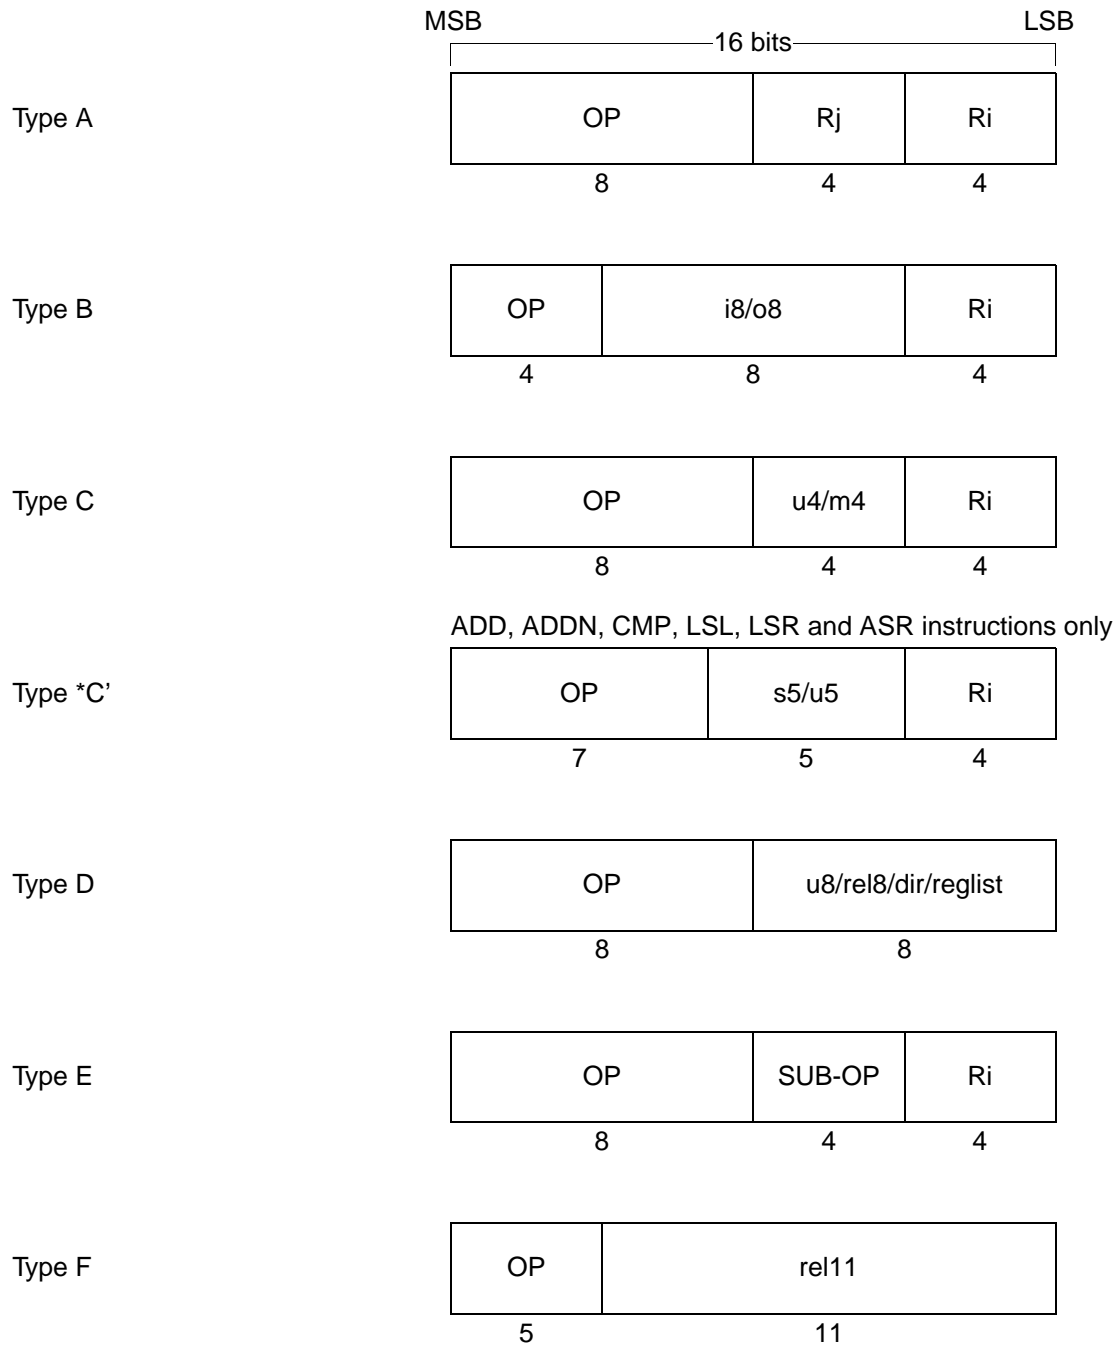 MSB LSB
16 bits
Type A OP Rj Ri
8 4 4
Type B OP i8/o8 Ri
4 8 4
Type C OP u4/m4 Ri
8 4 4
ADD, ADDN, CMP, LSL, LSR and ASR instructions only
Type *C’ OP s5/u5 Ri
7 5 4
Type D OP u8/rel8/dir/reglist
8 8
Type E OP SUB-OP Ri
8 4 4
Type F OP rel11
5 11